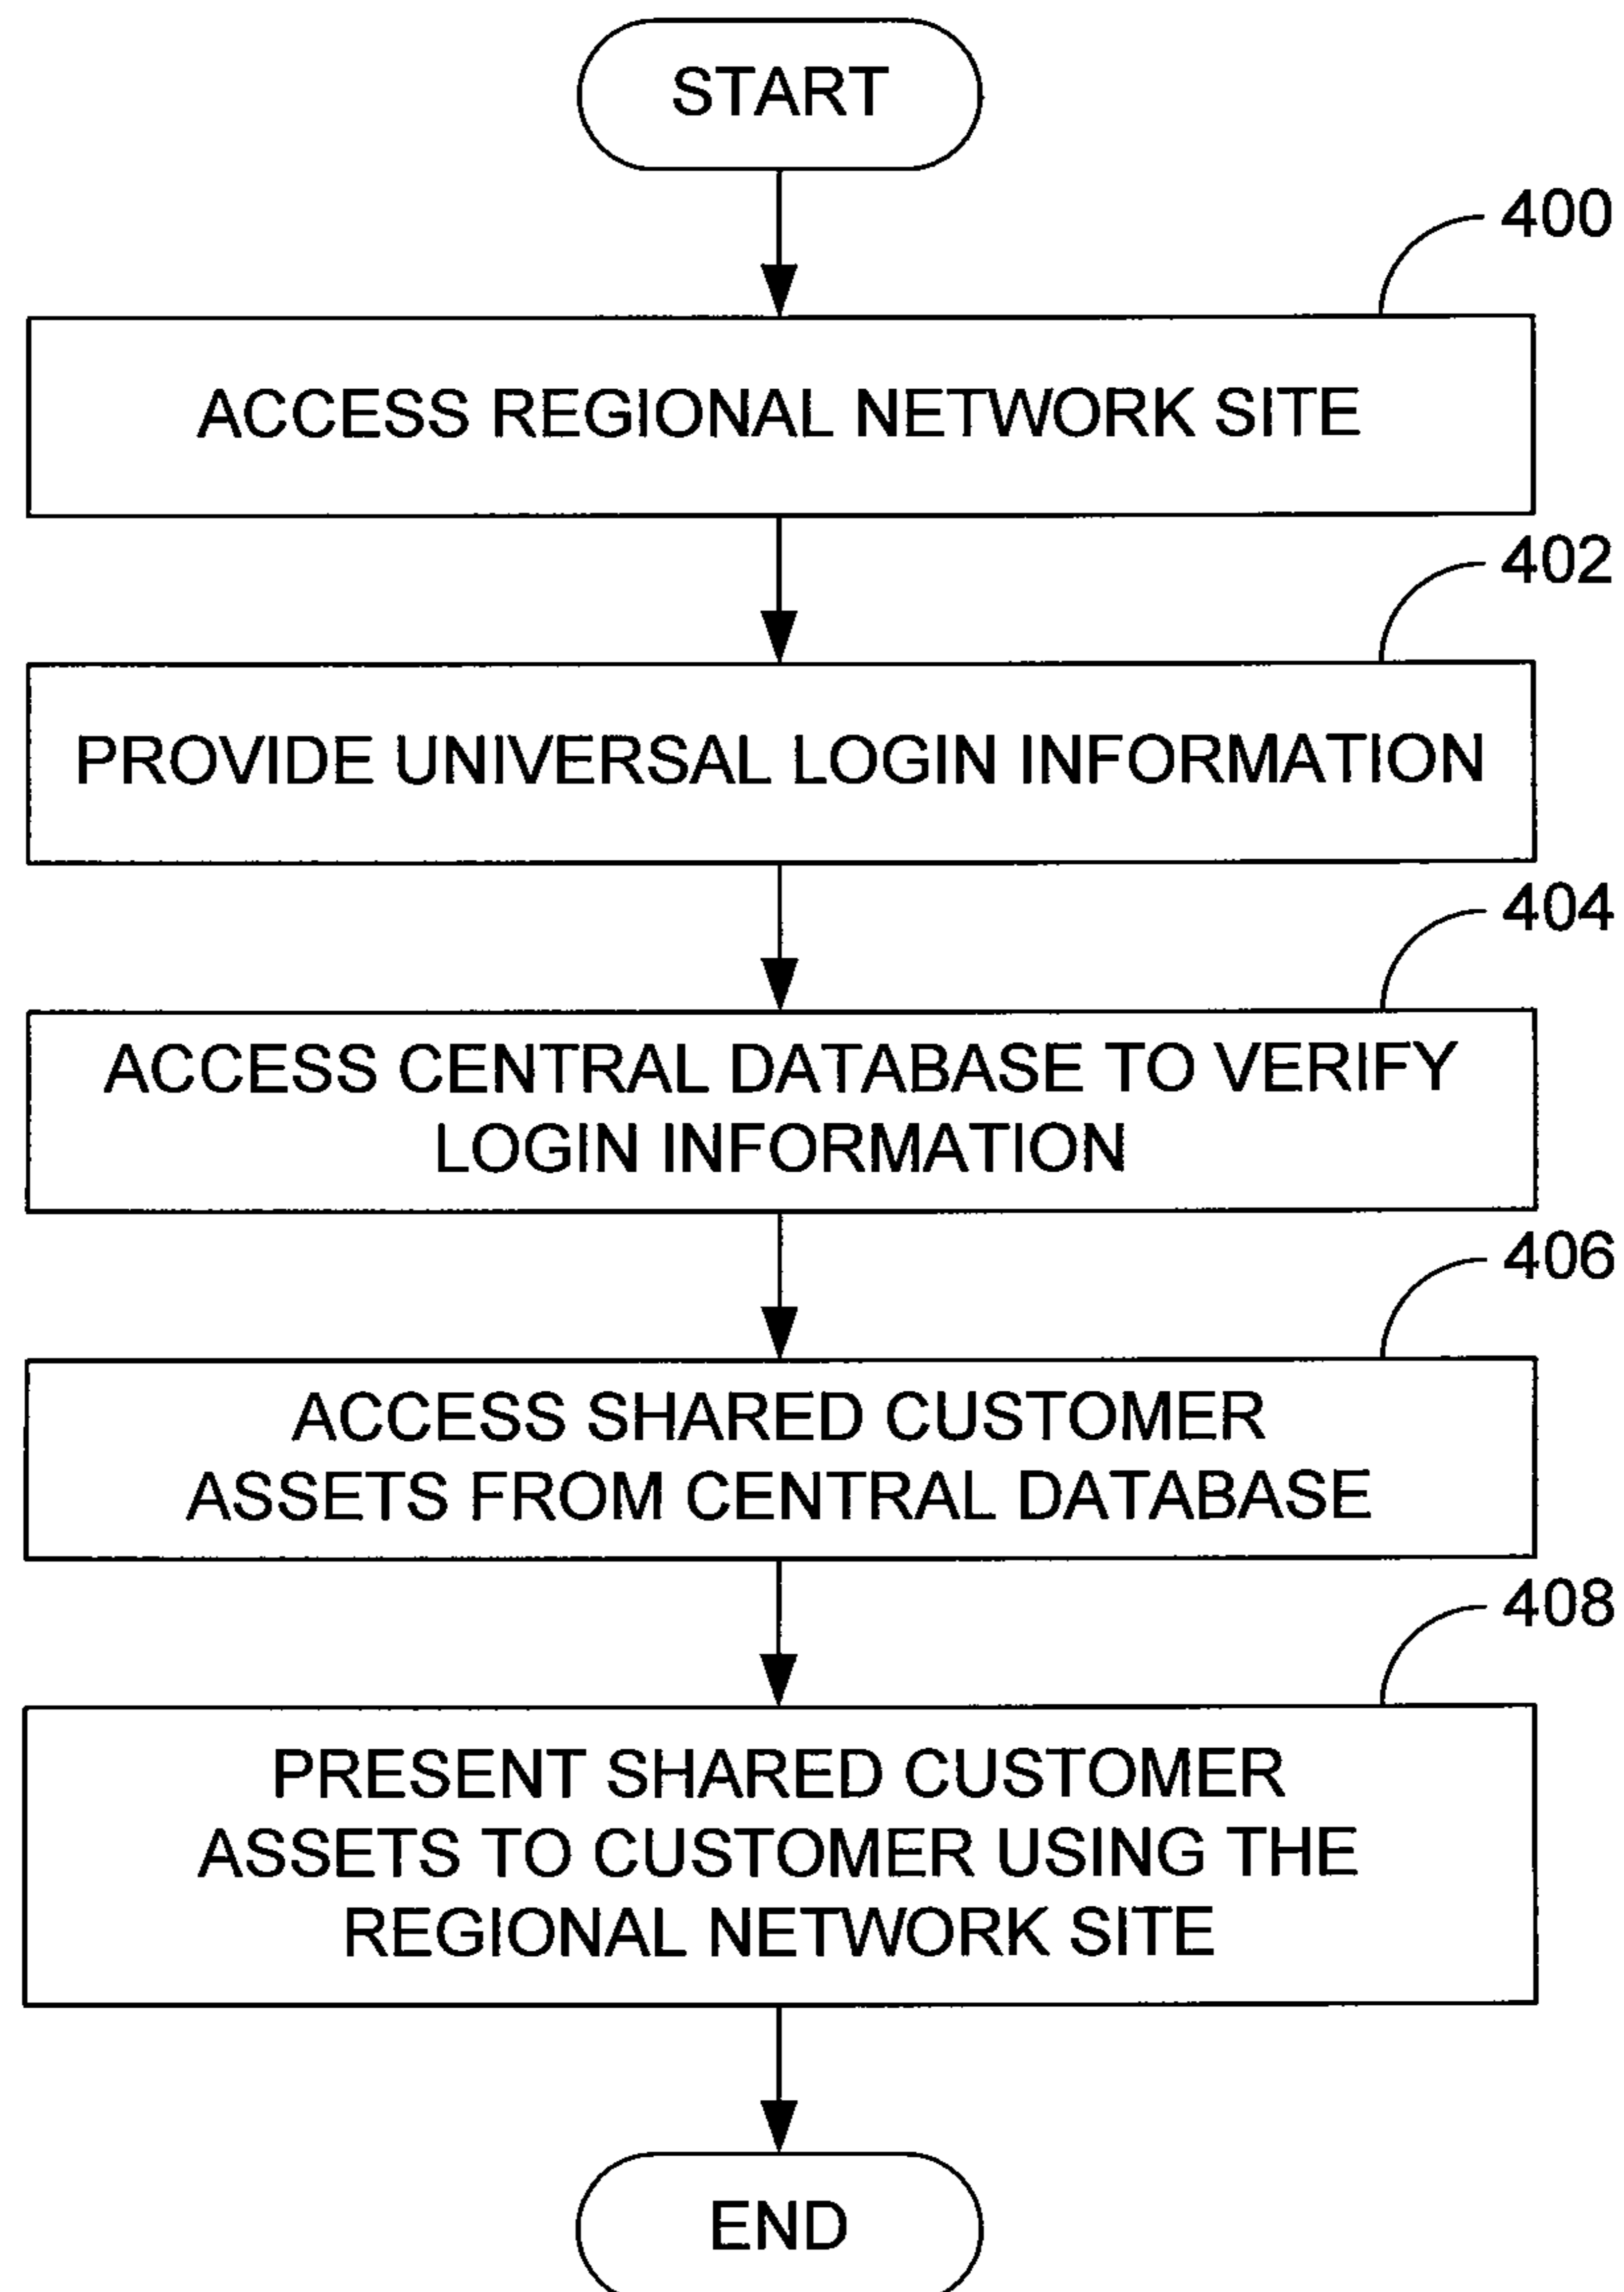 START
400
ACCESS REGIONAL NETWORK SITE
402
PROVIDE UNIVERSAL LOGIN INFORMATION
404
ACCESS CENTRAL DATABASE TO VERIFY
LOGIN INFORMATION
406
ACCESS SHARED CUSTOMER
ASSETS FROM CENTRAL DATABASE
408
PRESENT SHARED CUSTOMER
ASSETS TO CUSTOMER USING THE
REGIONAL NETWORK SITE
END